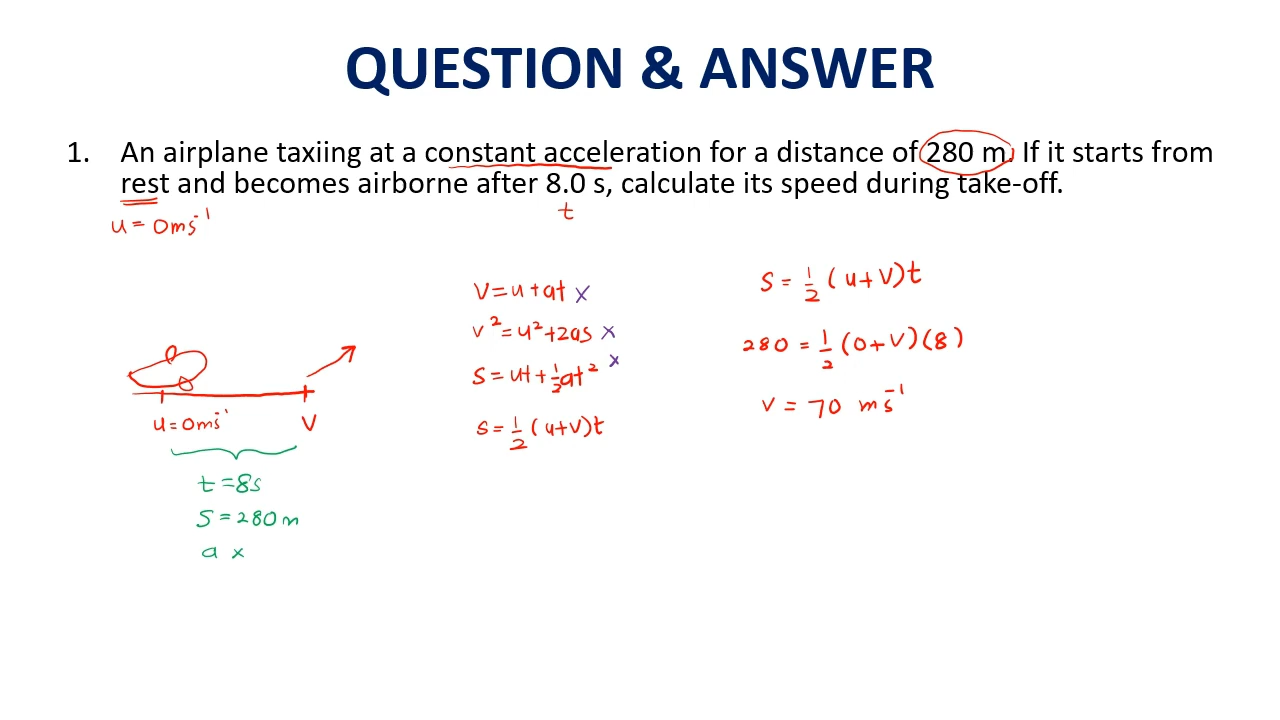 QUESTION & ANSWER
1. An airplane taxiing at a constant acceleration for a distance of 280 m. If it starts from
rest and becomes airborne after 8.0 s, calculate its speed during take-off.
u = 0ms⁻¹
t
u = 0ms⁻¹
V
t = 8s
S = 280 m
a ×
V = u + at ×
v² = u² + 2as ×
S = ut + ½at² ×
s = ½ (u+v)t
S = ½ (u+v)t
280 = ½ (0+v)(8)
v = 70 ms⁻¹